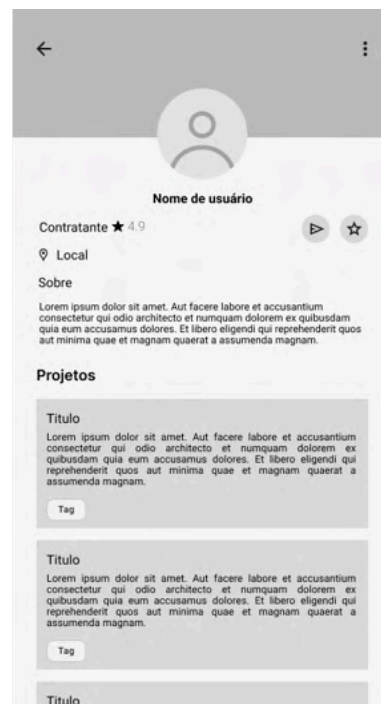 Nome de usuário
Contratante ★ 4.9
Local
Sobre
Lorem ipsum dolor sit amet. Aut facere labore et accusantium
consectetur qui odio architecto et numquam dolorem ex quibusdam
quia eum accusamus dolores. Et libero eligendi qui reprehenderit quos
aut minima quae et magnam quaerat a assumenda magnam.
Projetos
Titulo
Lorem ipsum dolor sit amet. Aut facere labore et accusantium
consectetur qui odio architecto et numquam dolorem ex
quibusdam quia eum accusamus dolores. Et libero eligendi qui
reprehenderit quos aut minima quae et magnam quaerat a
assumenda magnam.
Tag
Titulo
Lorem ipsum dolor sit amet. Aut facere labore et accusantium
consectetur qui odio architecto et numquam dolorem ex
quibusdam quia eum accusamus dolores. Et libero eligendi qui
reprehenderit quos aut minima quae et magnam quaerat a
assumenda magnam.
Tag
Titulo